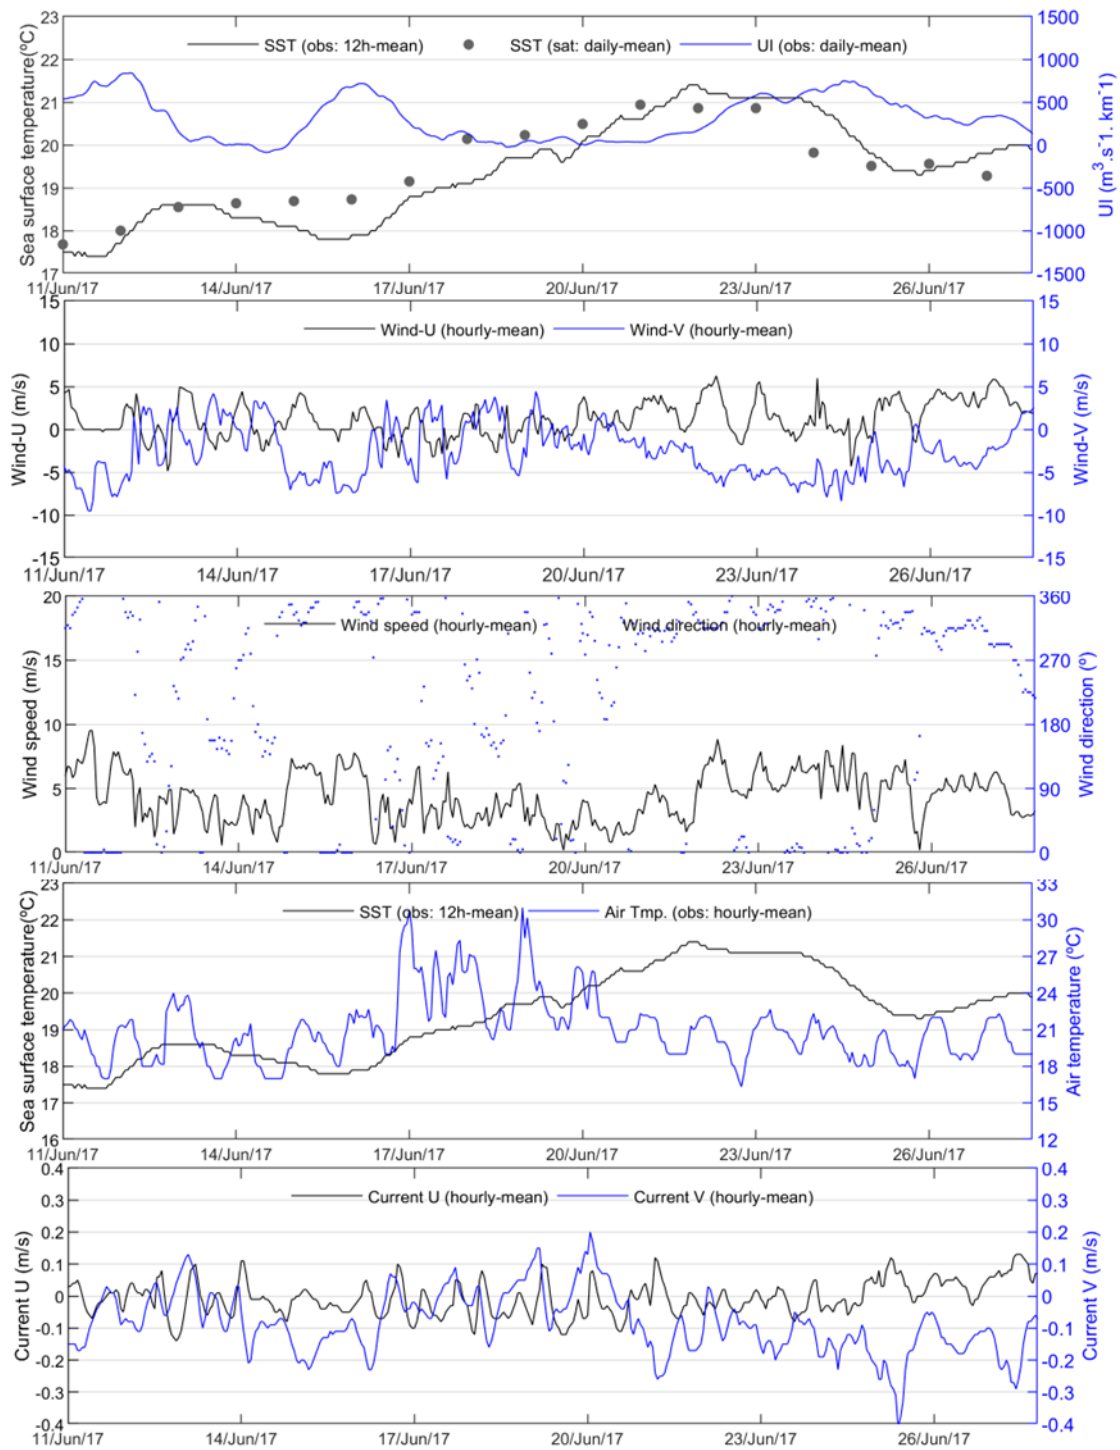 23
22
21
20
19
18
17
Sea surface temperature(ºC)
SST (obs: 12h-mean)
SST (sat: daily-mean)
UI (obs: daily-mean)
1500
1000
500
0
-500
-1000
-1500
UI (m³.s⁻¹. km⁻¹)
11/Jun/17 14/Jun/17 17/Jun/17 20/Jun/17 23/Jun/17 26/Jun/17
15
10
5
0
-5
-10
-15
Wind-U (m/s)
Wind-U (hourly-mean)
Wind-V (hourly-mean)
15
10
5
0
-5
-10
-15
Wind-V (m/s)
11/Jun/17 14/Jun/17 17/Jun/17 20/Jun/17 23/Jun/17 26/Jun/17
20
15
10
5
0
Wind speed (m/s)
Wind speed (hourly-mean)
Wind direction (hourly-mean)
360
270
180
90
0
Wind direction (º)
11/Jun/17 14/Jun/17 17/Jun/17 20/Jun/17 23/Jun/17 26/Jun/17
23
22
21
20
19
18
17
16
Sea surface temperature(ºC)
SST (obs: 12h-mean)
Air Tmp. (obs: hourly-mean)
33
30
27
24
21
18
15
12
Air temperature (ºC)
11/Jun/17 14/Jun/17 17/Jun/17 20/Jun/17 23/Jun/17 26/Jun/17
0.4
0.3
0.2
0.1
0
-0.1
-0.2
-0.3
-0.4
Current U (m/s)
Current U (hourly-mean)
Current V (hourly-mean)
0.4
0.3
0.2
0.1
0
-0.1
-0.2
-0.3
-0.4
Current V (m/s)
11/Jun/17 14/Jun/17 17/Jun/17 20/Jun/17 23/Jun/17 26/Jun/17